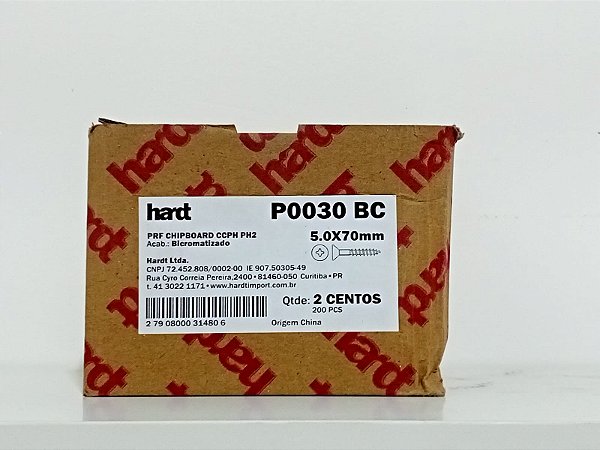 hardt
P0030 BC
PRF CHIPBOARD CCPH PH2
Acab.: Bicromatizado
5.0X70mm
Hardt Ltda.
CNPJ 72.452.808/0002-00 IE 907.50305-49
Rua Cyro Correia Pereira,2400 • 81460-050 Curitiba • PR
t. 41 3022 1171 • www.hardtimport.com.br
Qtde: 2 CENTOS
200 PCS
2 79 08000 31480 6
Origem China
hardt
hardt
hardt
hardt
hardt
hardt
hardt